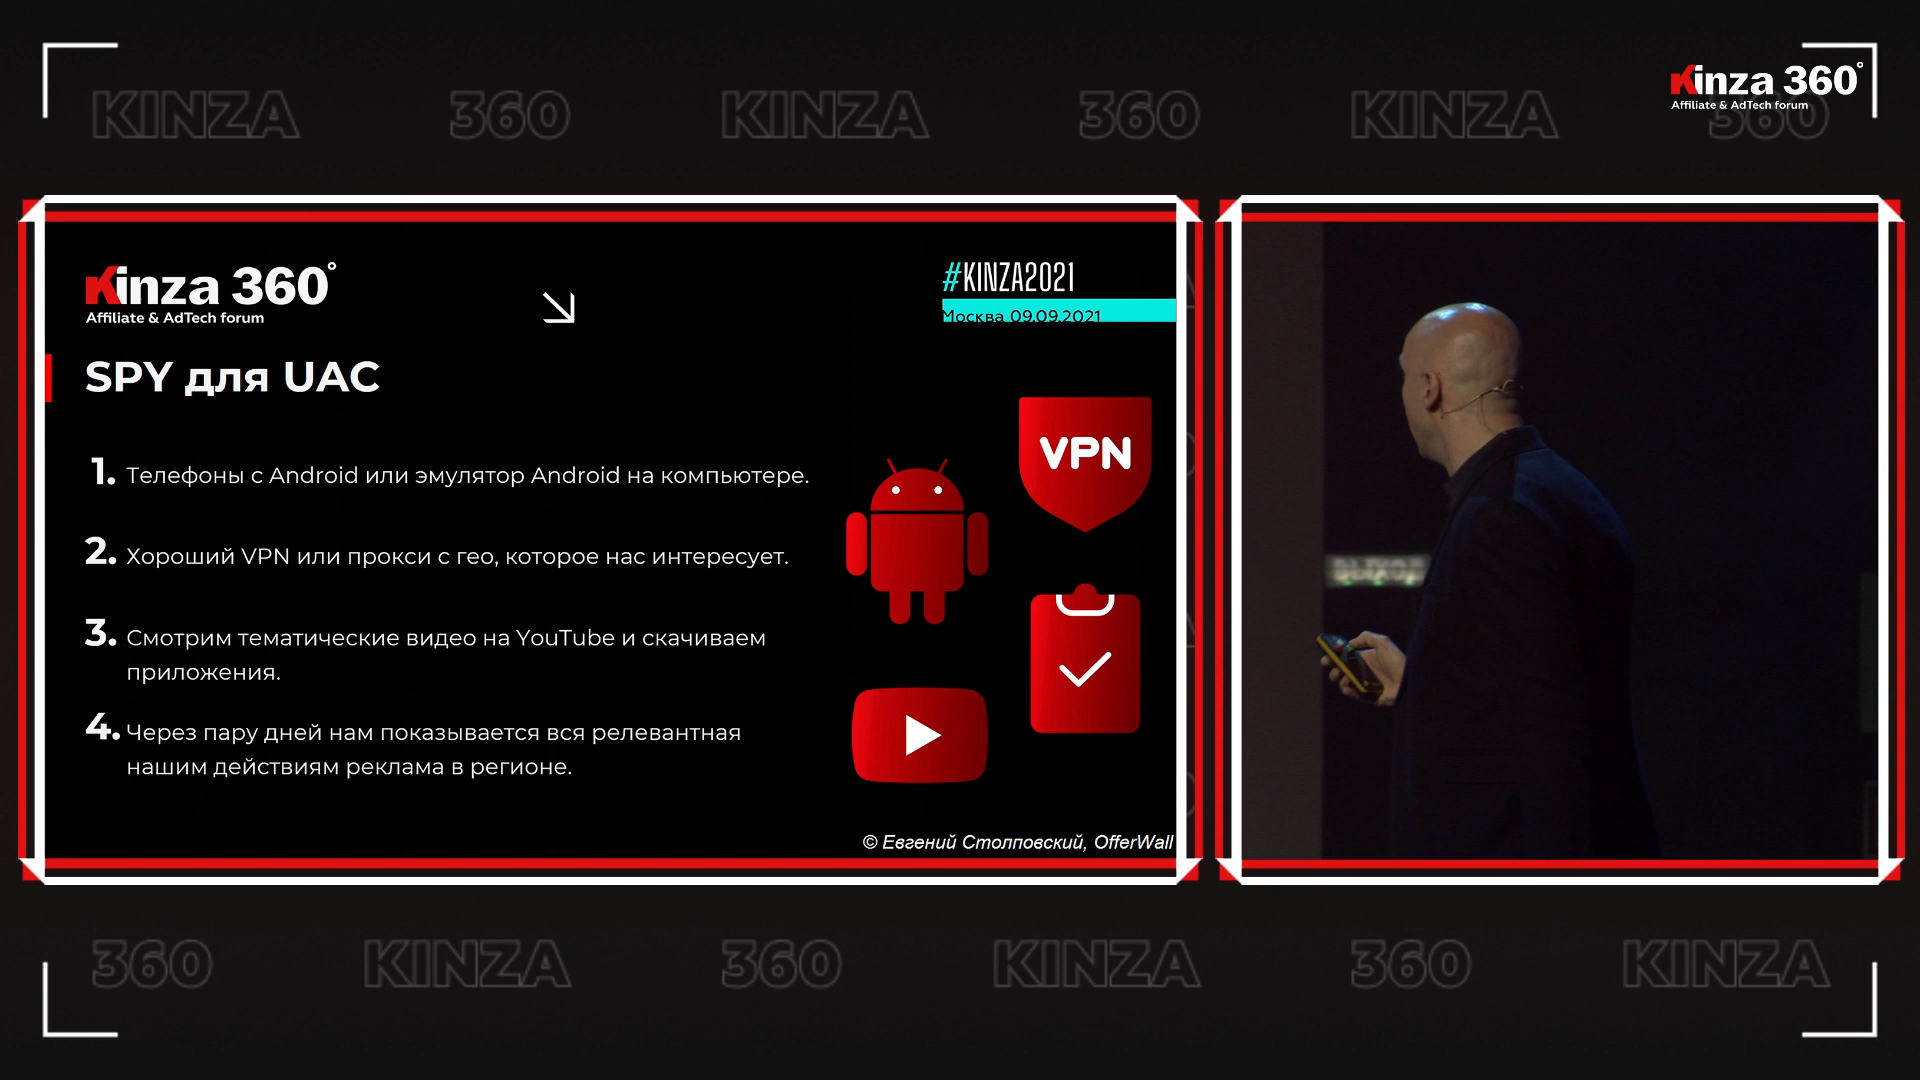 KINZA 360 KINZA 360 KINZA 360
Kinza 360°
Affiliate & AdTech forum
Kinza 360°
Affiliate & AdTech forum
#KINZA2021
Москва 09.09.2021
SPY для UAC
1. Телефоны с Android или эмулятор Android на компьютере.
2. Хороший VPN или прокси с гео, которое нас интересует.
3. Смотрим тематические видео на YouTube и скачиваем
приложения.
4. Через пару дней нам показывается вся релевантная
нашим действиям реклама в регионе.
VPN
© Евгений Столповский, OfferWall
ВЫХОД
360 KINZA 360 KINZA 360 KINZA